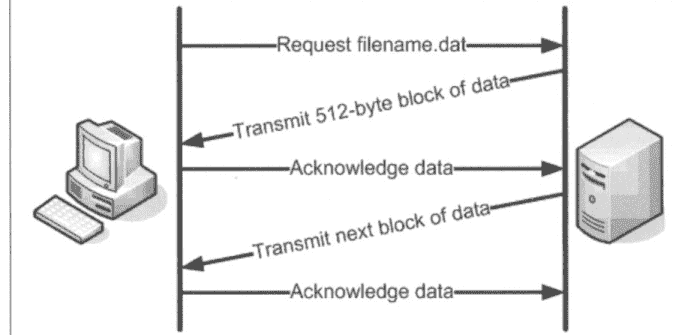 Request filename.dat
Transmit 512-byte block of data
Acknowledge data
Transmit next block of data
Acknowledge data